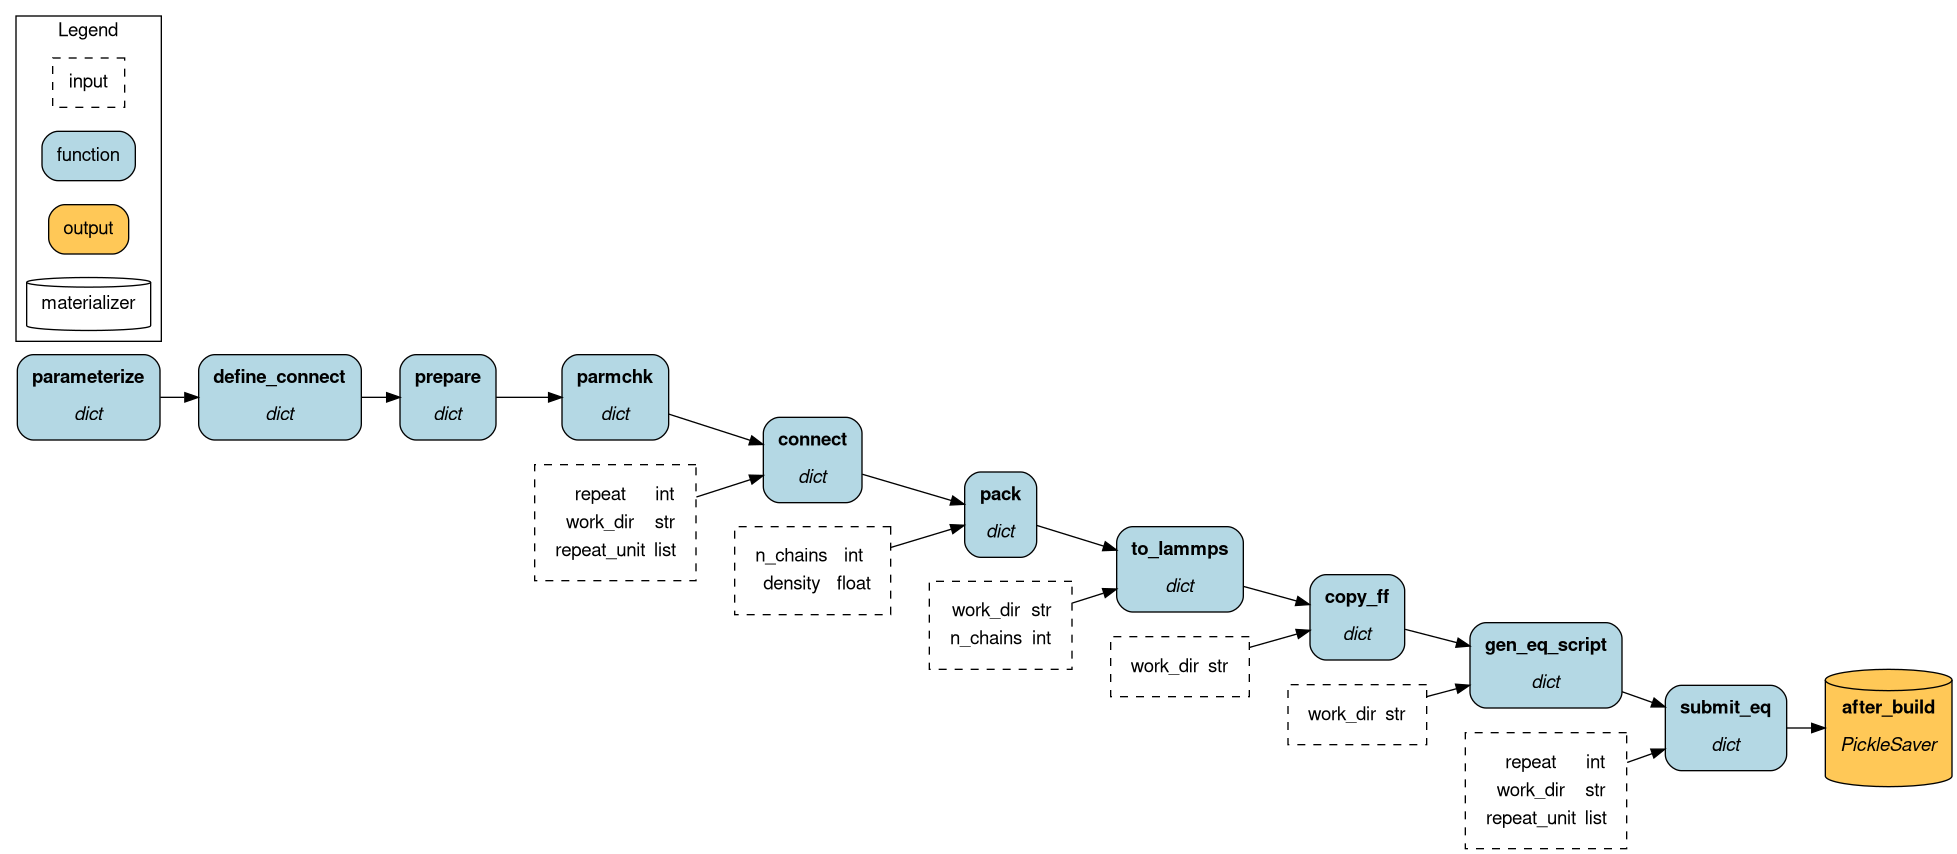 Legend
input
function
output
materializer
parameterize
dict
define_connect
dict
prepare
dict
parmchk
dict
connect
dict
repeat int
work_dir str
repeat_unit list
pack
dict
n_chains int
density float
to_lammps
dict
work_dir str
n_chains int
copy_ff
dict
work_dir str
gen_eq_script
dict
work_dir str
submit_eq
dict
repeat int
work_dir str
repeat_unit list
after_build
PickleSaver